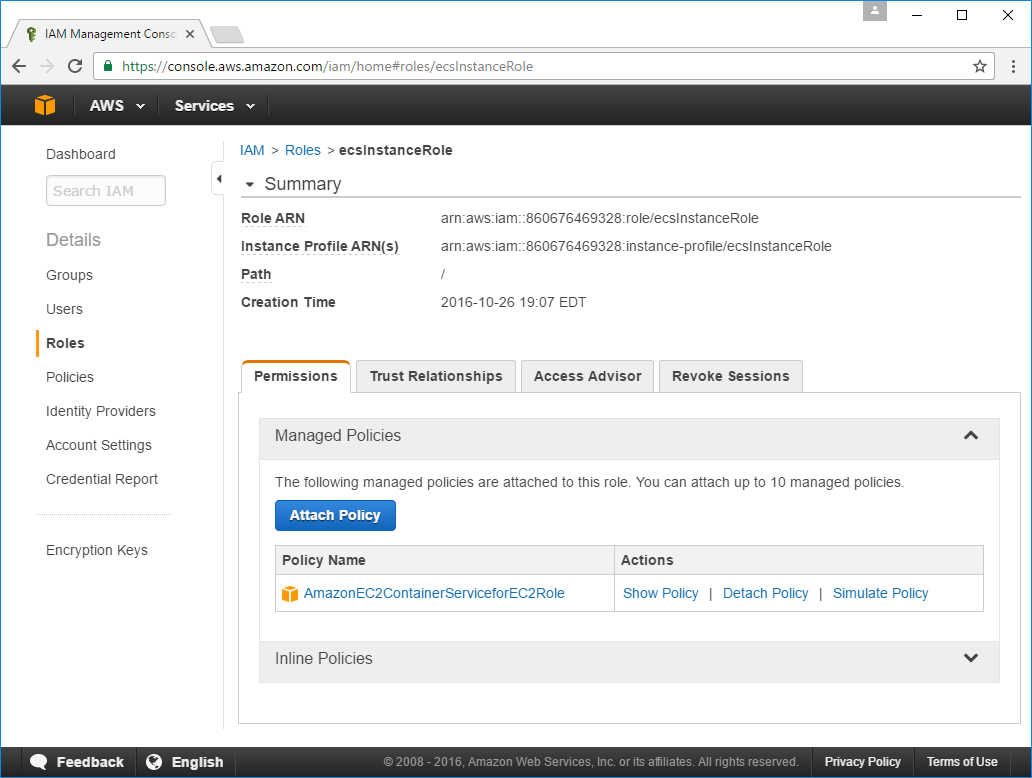 IAM Management Conso
https://console.aws.amazon.com/iam/home#roles/ecsInstanceRole
AWS Services
Dashboard
Search IAM
Details
Groups
Users
Roles
Policies
Identity Providers
Account Settings
Credential Report
Encryption Keys
IAM > Roles > ecsInstanceRole
Summary
Role ARN arn:aws:iam::860676469328:role/ecsInstanceRole
Instance Profile ARN(s) arn:aws:iam::860676469328:instance-profile/ecsInstanceRole
Path /
Creation Time 2016-10-26 19:07 EDT
Permissions Trust Relationships Access Advisor Revoke Sessions
Managed Policies
The following managed policies are attached to this role. You can attach up to 10 managed policies.
Attach Policy
Policy Name Actions
AmazonEC2ContainerServiceforEC2Role Show Policy | Detach Policy | Simulate Policy
Inline Policies
Feedback English © 2008 - 2016, Amazon Web Services, Inc. or its affiliates. All rights reserved. Privacy Policy Terms of Use